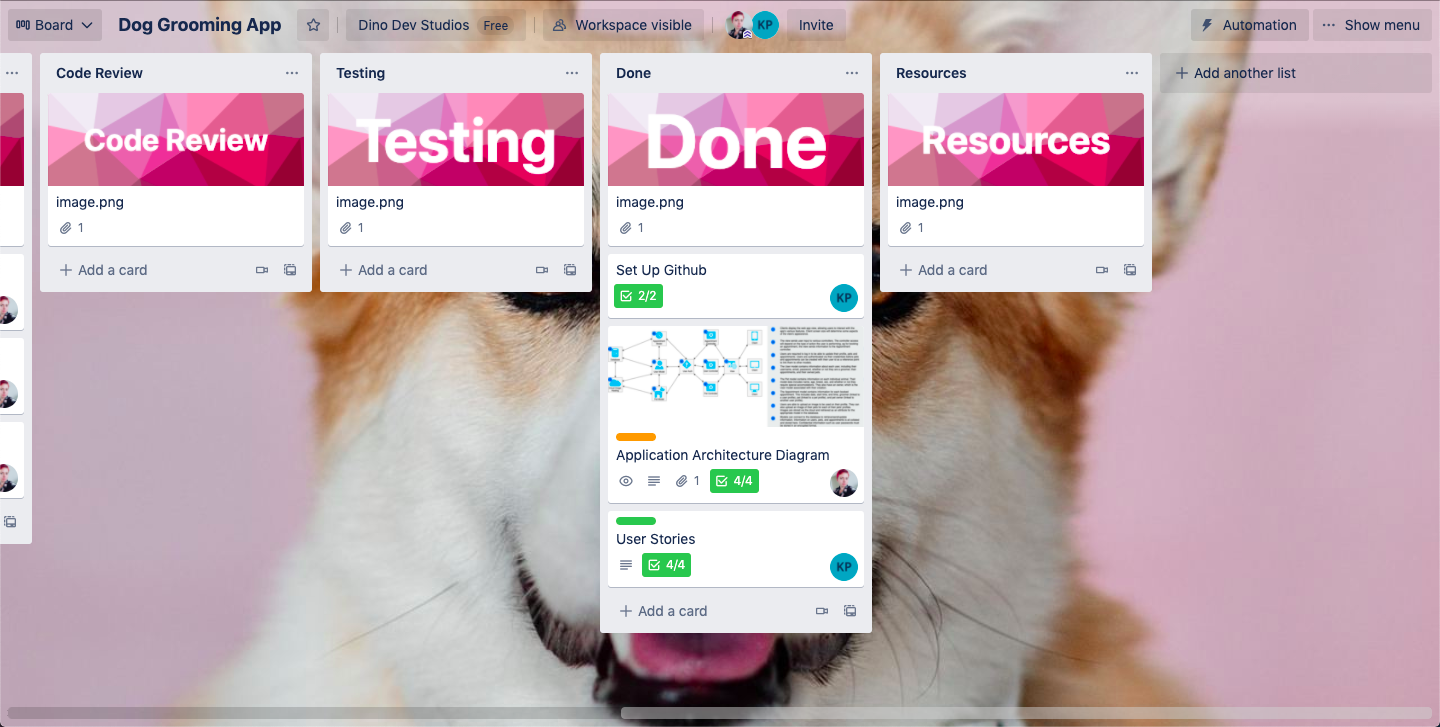 Board
Dog Grooming App
Dino Dev Studios Free
Workspace visible
KP
Invite
Automation
Show menu
Code Review
Code Review
image.png
1
Add a card
Testing
Testing
image.png
1
Add a card
Done
Done
image.png
1
Set Up Github
2/2
KP
Application Architecture Diagram
1
4/4
User Stories
4/4
KP
Add a card
Resources
Resources
image.png
1
Add a card
Add another list